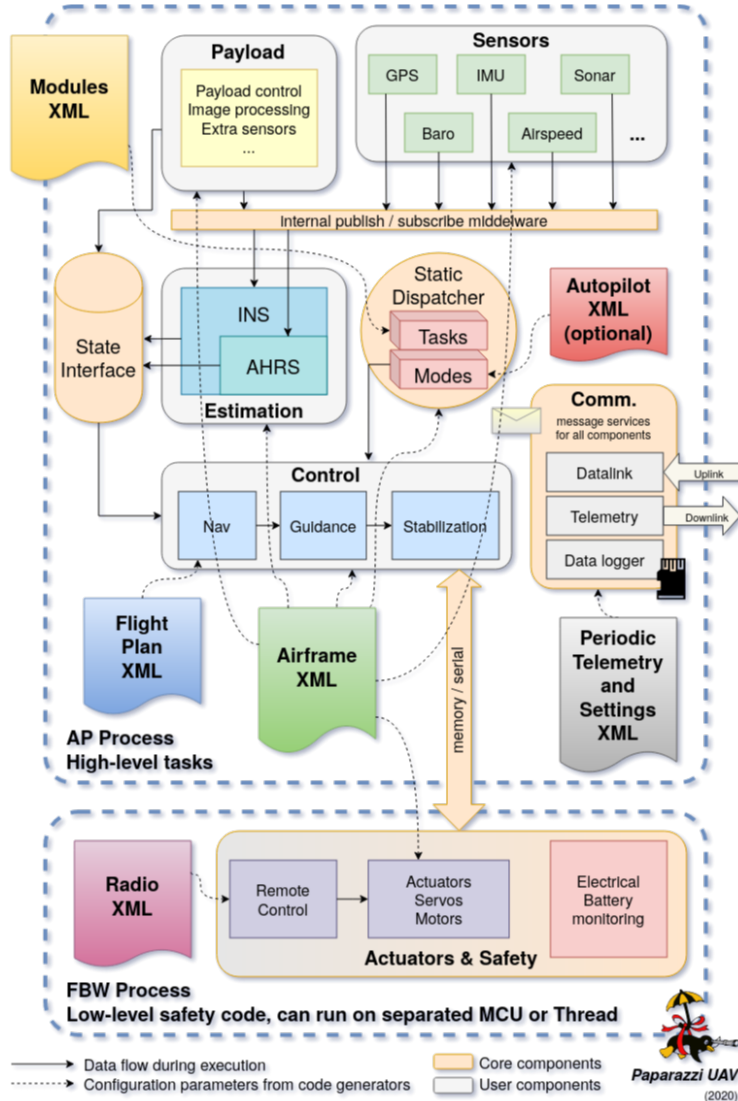 Modules
XML
Payload
Payload control
Image processing
Extra sensors
...
Sensors
GPS
IMU
Sonar
Baro
Airspeed
...
Internal publish / subscribe middelware
State
Interface
INS
AHRS
Estimation
Static
Dispatcher
Tasks
Modes
Autopilot
XML
(optional)
Comm.
message services
for all components
Datalink
Uplink
Telemetry
Downlink
Data logger
Control
Nav
Guidance
Stabilization
Flight
Plan
XML
Airframe
XML
memory / serial
Periodic
Telemetry
and
Settings
XML
AP Process
High-level tasks
Radio
XML
Remote
Control
Actuators
Servos
Motors
Electrical
Battery
monitoring
Actuators & Safety
FBW Process
Low-level safety code, can run on separated MCU or Thread
Data flow during execution
Configuration parameters from code generators
Core components
User components
Paparazzi UAV
(2020)